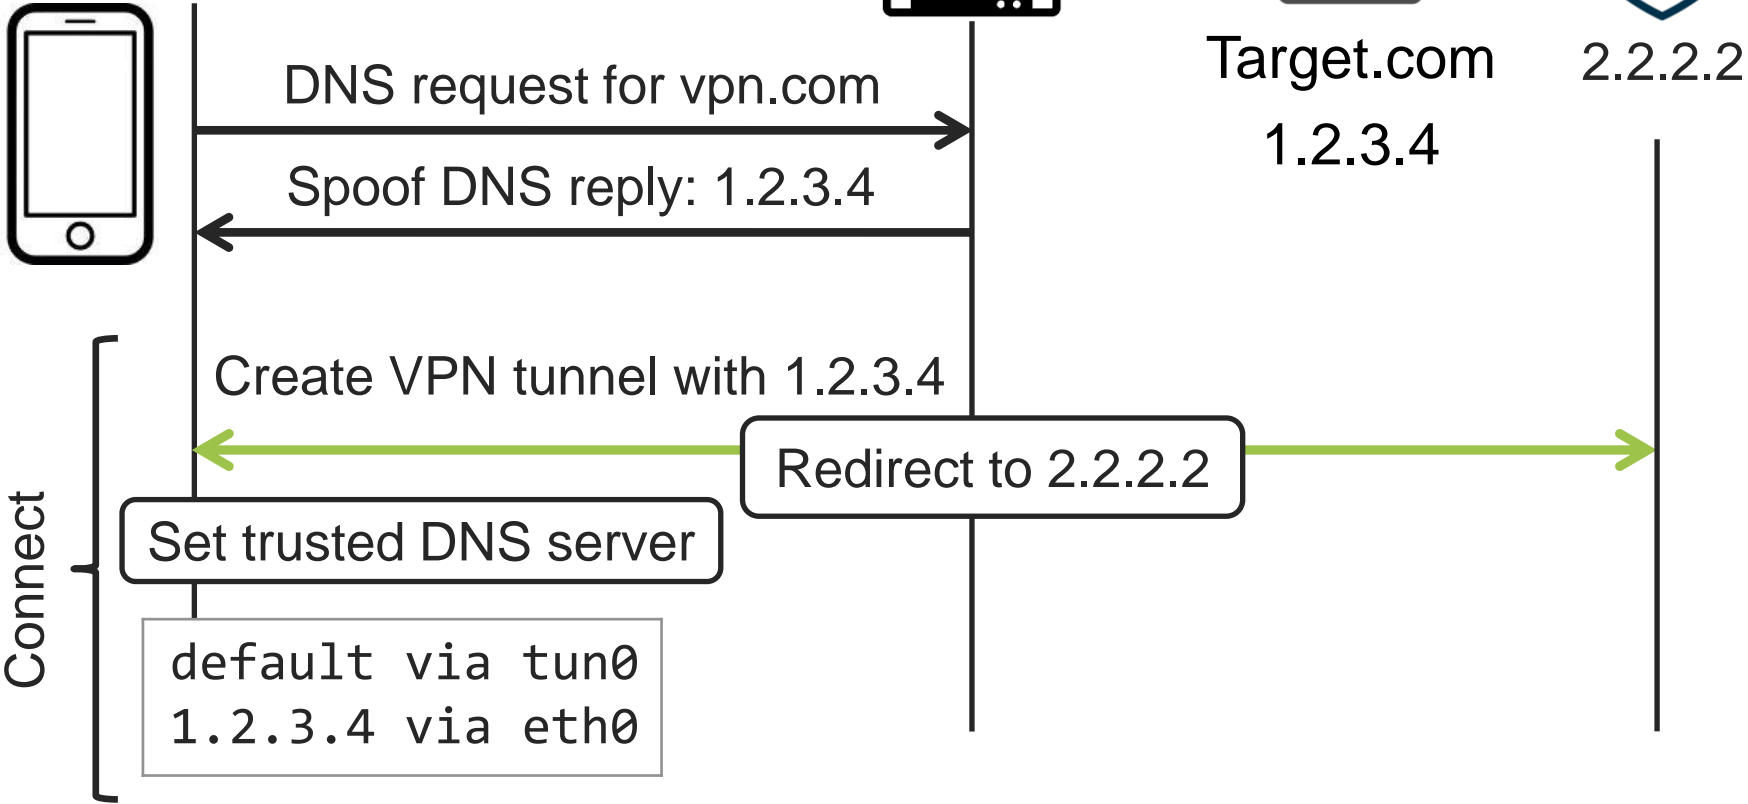 Target.com
1.2.3.4
2.2.2.2
DNS request for vpn.com
Spoof DNS reply: 1.2.3.4
Connect
Create VPN tunnel with 1.2.3.4
Redirect to 2.2.2.2
Set trusted DNS server
default via tun0
1.2.3.4 via eth0